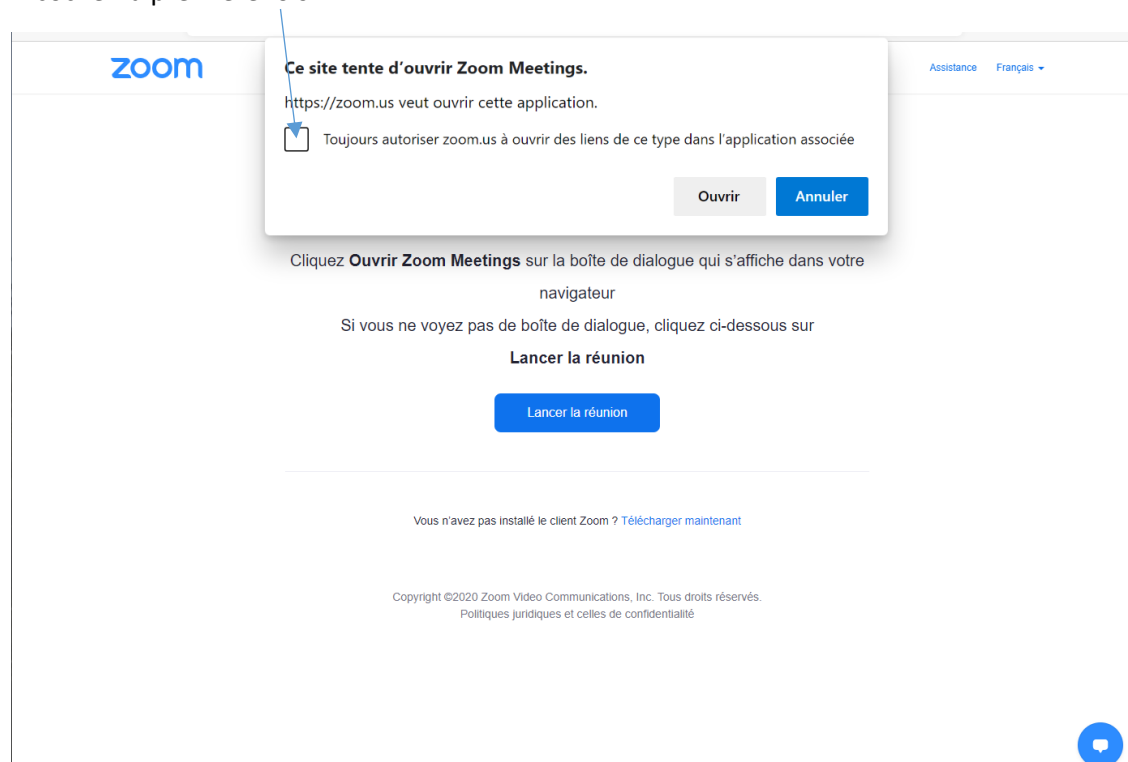 zoom
Assistance Français
Ce site tente d'ouvrir Zoom Meetings.
https://zoom.us veut ouvrir cette application.
Toujours autoriser zoom.us à ouvrir des liens de ce type dans l'application associée
Ouvrir Annuler
Cliquez Ouvrir Zoom Meetings sur la boîte de dialogue qui s'affiche dans votre
navigateur
Si vous ne voyez pas de boîte de dialogue, cliquez ci-dessous sur
Lancer la réunion
Lancer la réunion
Vous n'avez pas installé le client Zoom ? Télécharger maintenant
Copyright ©2020 Zoom Video Communications, Inc. Tous droits réservés.
Politiques juridiques et celles de confidentialité